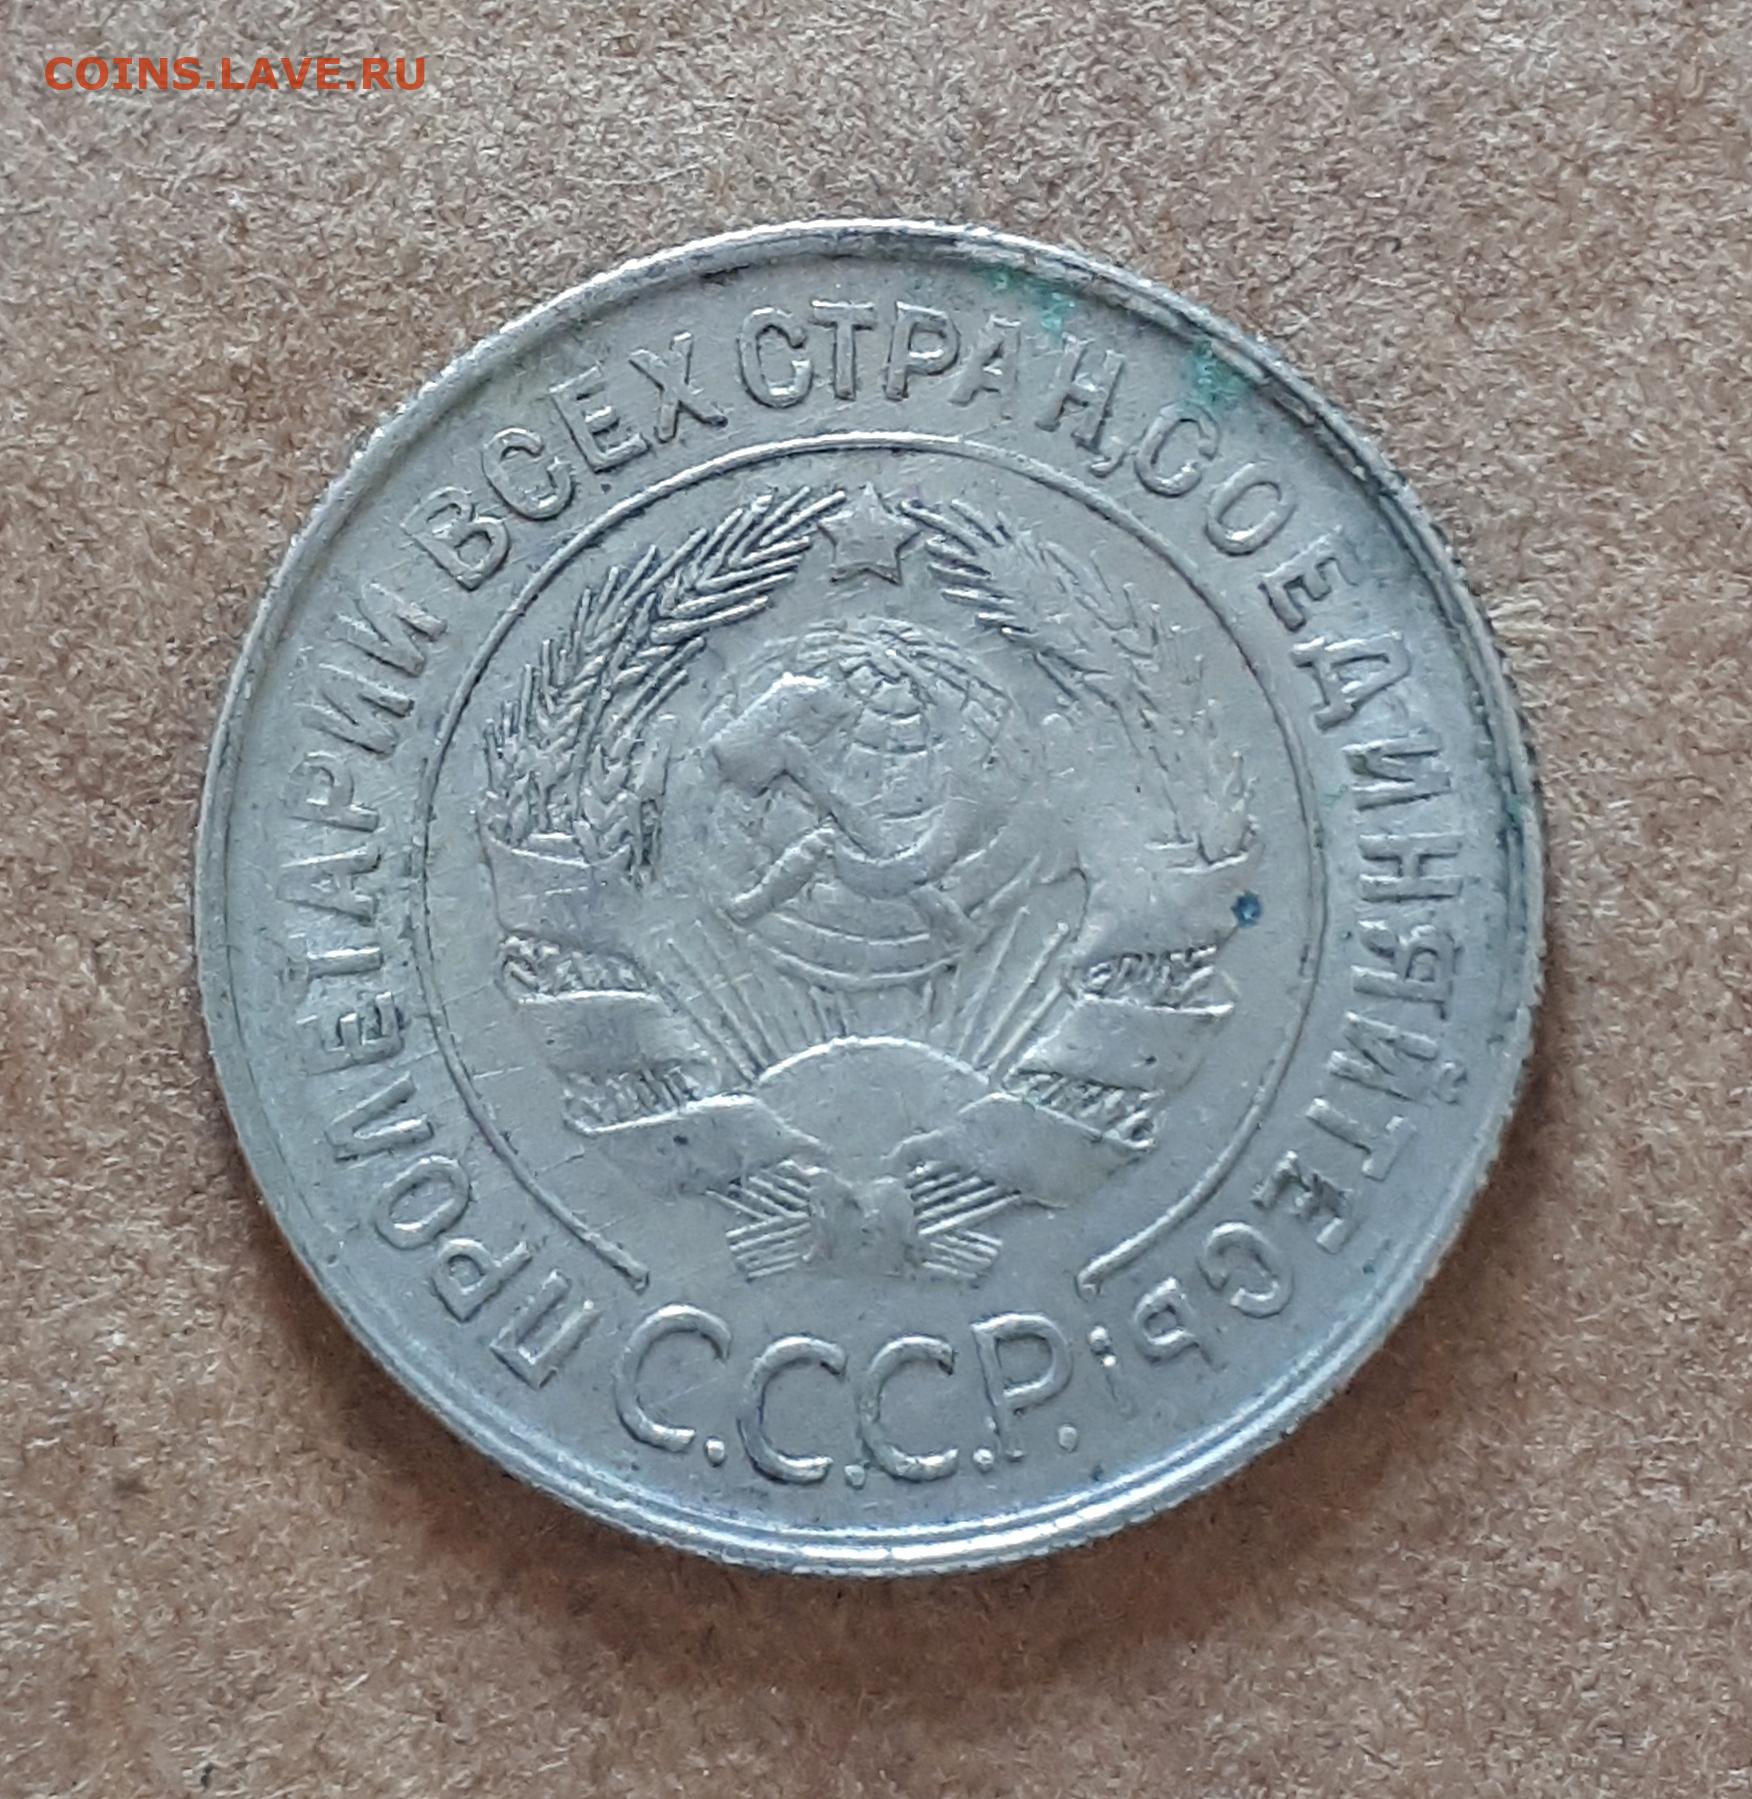 COINS.LAVE.RU
ПРОЛЕТАРИИ ВСЕХ СТРАН, СОЕДИНЯЙТЕСЬ!
С.С.С.Р.